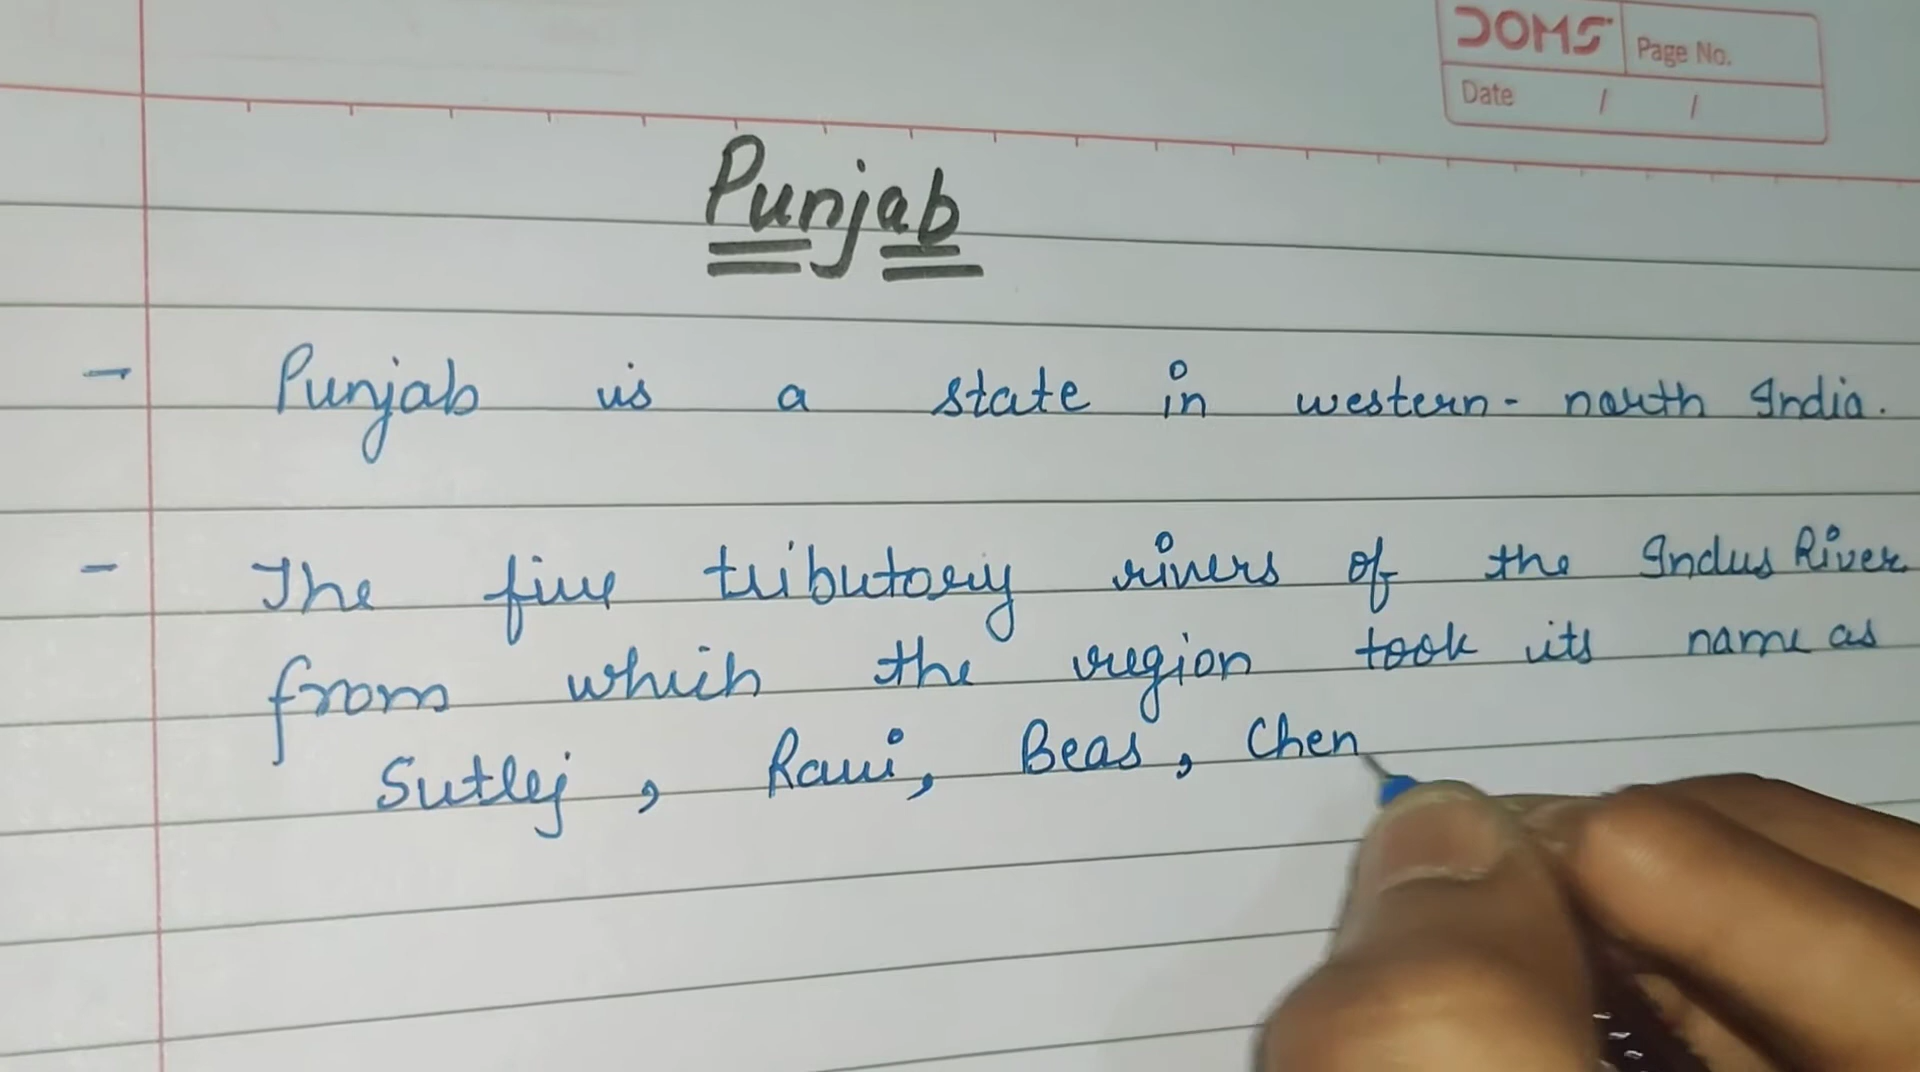 DOMS Page No.
Date / /
Punjab
- Punjab is a state in western - north India.
- The five tributory rivers of the Indus River
from which the region took its name as
Sutlej, Ravi, Beas, Chen